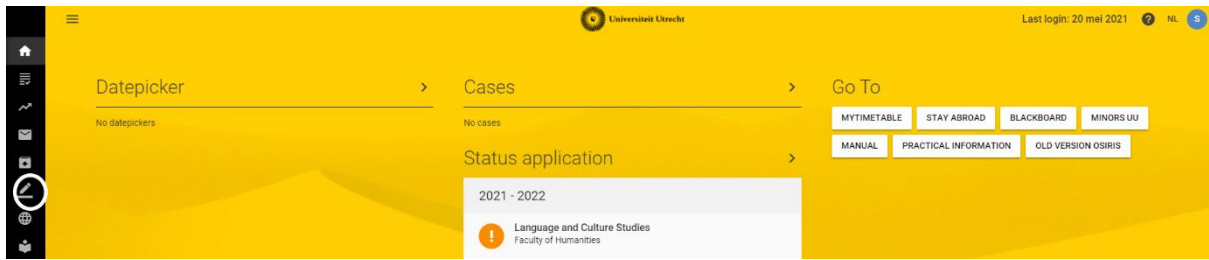 Universiteit Utrecht
Last login: 20 mei 2021 ? NL S
Datepicker
No datepickers
Cases
No cases
Status application
2021 - 2022
! Language and Culture Studies
Faculty of Humanities
Go To
MYTIMETABLE STAY ABROAD BLACKBOARD MINORS UU
MANUAL PRACTICAL INFORMATION OLD VERSION OSIRIS